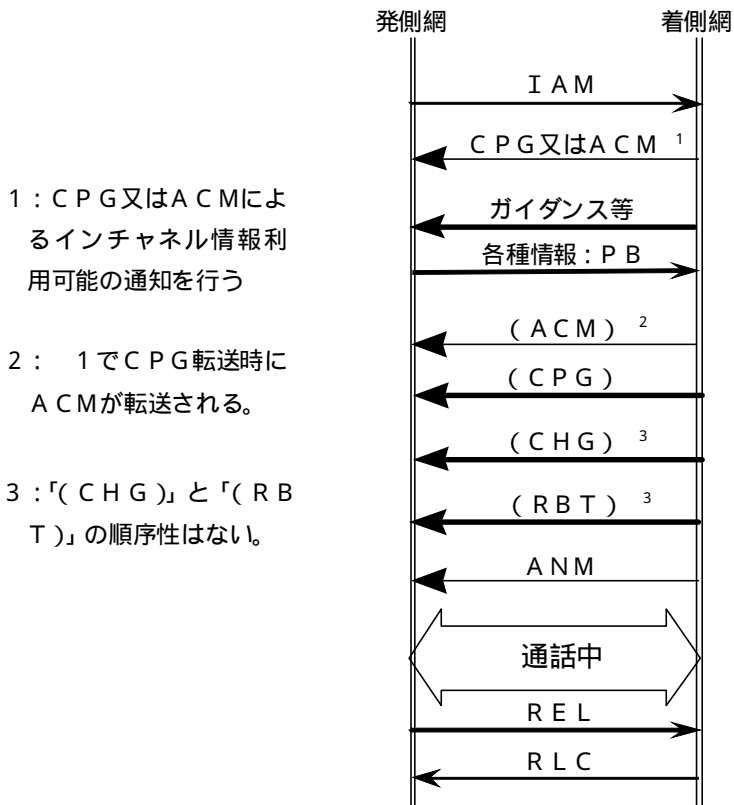 発側網 着側網
ＩＡＭ
ＣＰＧ又はＡＣＭ 1
ガイダンス等
各種情報：ＰＢ
（ＡＣＭ） 2
（ＣＰＧ）
（ＣＨＧ） 3
（ＲＢＴ） 3
ＡＮＭ
通話中
ＲＥＬ
ＲＬＣ
1：ＣＰＧ又はＡＣＭによ
るインチャネル情報利
用可能の通知を行う
2： 1でＣＰＧ転送時に
ＡＣＭが転送される。
3：「(ＣＨＧ)」と「(ＲＢ
Ｔ)」の順序性はない。